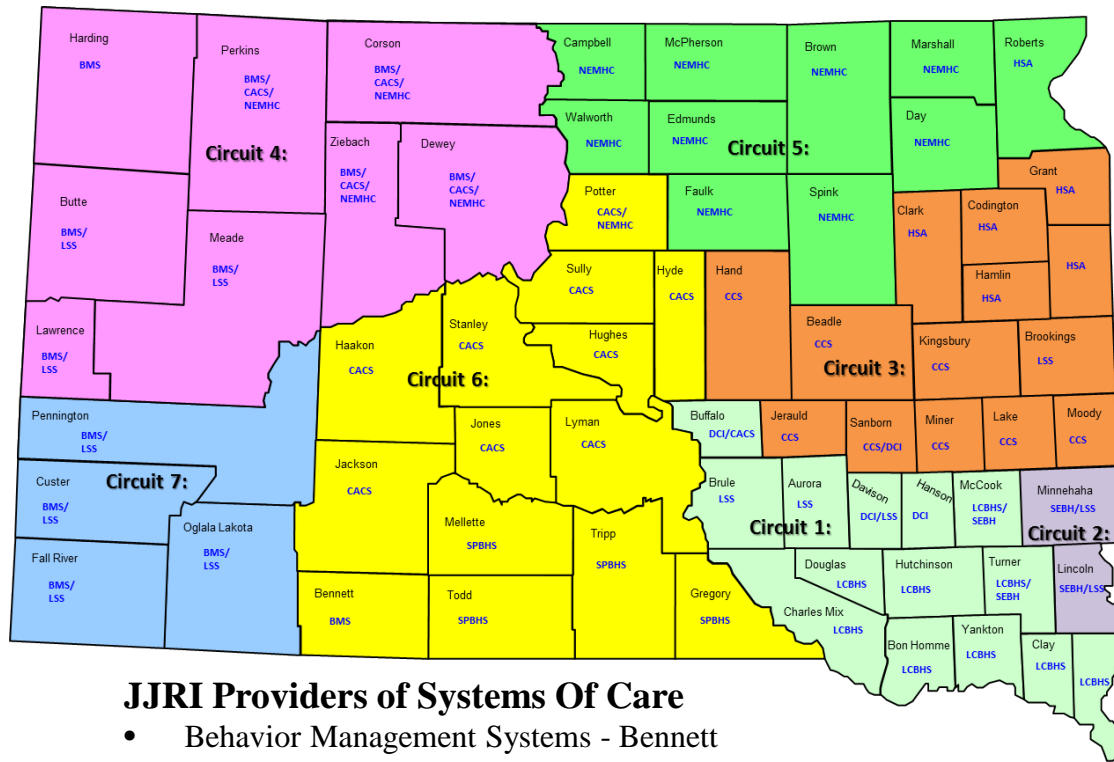 Harding
BMS
Perkins
BMS/
CACS/
NEMHC
Corson
BMS/
CACS/
NEMHC
Campbell
NEMHC
McPherson
NEMHC
Brown
NEMHC
Marshall
NEMHC
Roberts
HSA
Walworth
NEMHC
Edmunds
NEMHC
Day
NEMHC
Circuit 4:
Ziebach
BMS/
CACS/
NEMHC
Dewey
BMS/
CACS/
NEMHC
Circuit 5:
Potter
CACS/
NEMHC
Faulk
NEMHC
Spink
NEMHC
Grant
HSA
Clark
HSA
Codington
HSA
Butte
BMS/
LSS
Meade
BMS/
LSS
Sully
CACS
Hyde
CACS
Hand
CCS
Hamlin
HSA
HSA
Lawrence
BMS/
LSS
Haakon
CACS
Stanley
CACS
Hughes
CACS
Beadle
CCS
Kingsbury
CCS
Brookings
LSS
Circuit 6:
Circuit 3:
Pennington
BMS/
LSS
Jones
CACS
Lyman
CACS
Buffalo
DCI/CACS
Jerauld
CCS
Sanborn
CCS/DCI
Miner
CCS
Lake
CCS
Moody
CCS
Custer
BMS/
LSS
Circuit 7:
Jackson
CACS
Brule
LSS
Aurora
LSS
Davison
DCI/LSS
Hanson
DCI
McCook
LCBHS/
SEBH
Minnehaha
SEBH/LSS
Circuit 1:
Circuit 2:
Oglala Lakota
BMS/
LSS
Mellette
SPBHS
Tripp
SPBHS
Fall River
BMS/
LSS
Douglas
LCBHS
Hutchinson
LCBHS
Turner
LCBHS/
SEBH
Lincoln
SEBH/LSS
Bennett
BMS
Todd
SPBHS
Gregory
SPBHS
Charles Mix
LCBHS
Bon Homme
LCBHS
Yankton
LCBHS
Clay
LCBHS
LCBHS
JJRI Providers of Systems Of Care
• Behavior Management Systems - Bennett